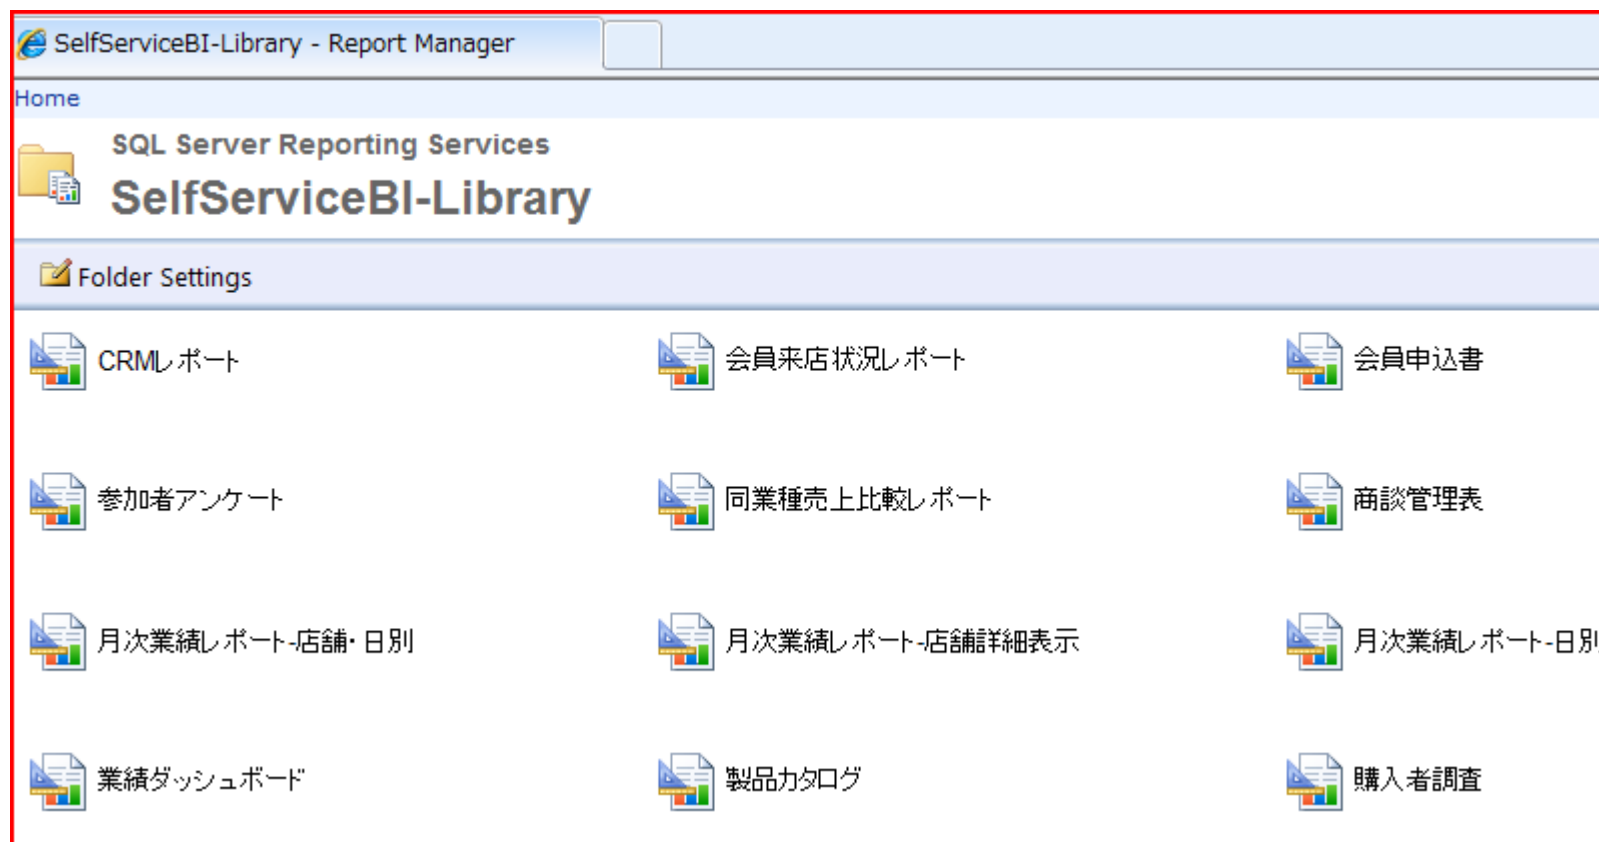 SelfServiceBI-Library - Report Manager
Home
SQL Server Reporting Services
SelfServiceBI-Library
Folder Settings
CRMレポート
会員来店状況レポート
会員申込書
参加者アンケート
同業種売上比較レポート
商談管理表
月次業績レポート-店舗・日別
月次業績レポート-店舗詳細表示
月次業績レポート-日別
業績ダッシュボード
製品カタログ
購入者調査